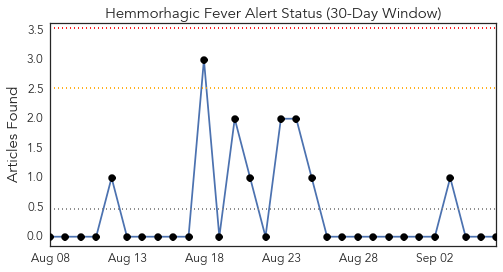 Hemmorhagic Fever Alert Status (30-Day Window)
Articles Found
3.5
3.0
2.5
2.0
1.5
1.0
0.5
0.0
Aug 08 Aug 13 Aug 18 Aug 23 Aug 28 Sep 02